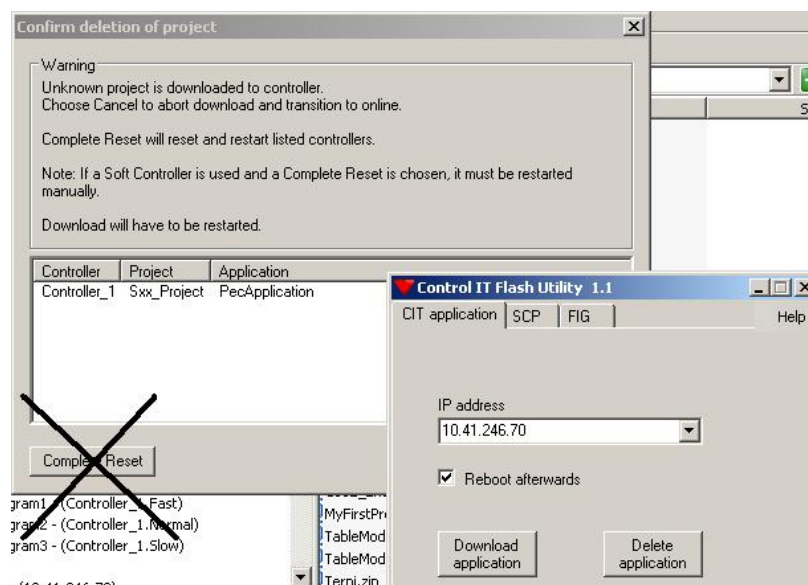 Confirm deletion of project
Warning
Unknown project is downloaded to controller.
Choose Cancel to abort download and transition to online.
Complete Reset will reset and restart listed controllers.
Note: If a Soft Controller is used and a Complete Reset is chosen, it must be restarted
manually.
Download will have to be restarted.
Controller Project Application
Controller_1 Sxx_Project PecApplication
Complete Reset
Control IT Flash Utility 1.1
CIT application SCP FIG Help
IP address
10.41.246.70
Reboot afterwards
Download
application
Delete
application
gram1 - (Controller_1.Fast)
gram2 - (Controller_1.Normal)
gram3 - (Controller_1.Slow)
MyFirstPr
TableMod
TableMod
Terni.zip